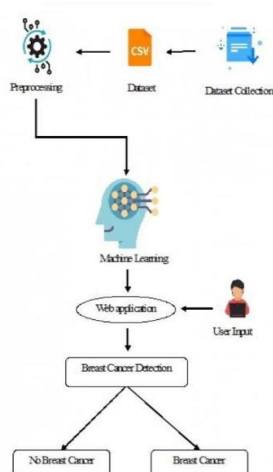 CSV
Preprocessing
Dataset
Dataset Collection
Machine Learning
Web application
User Input
Breast Cancer Detection
No Breast Cancer
Breast Cancer